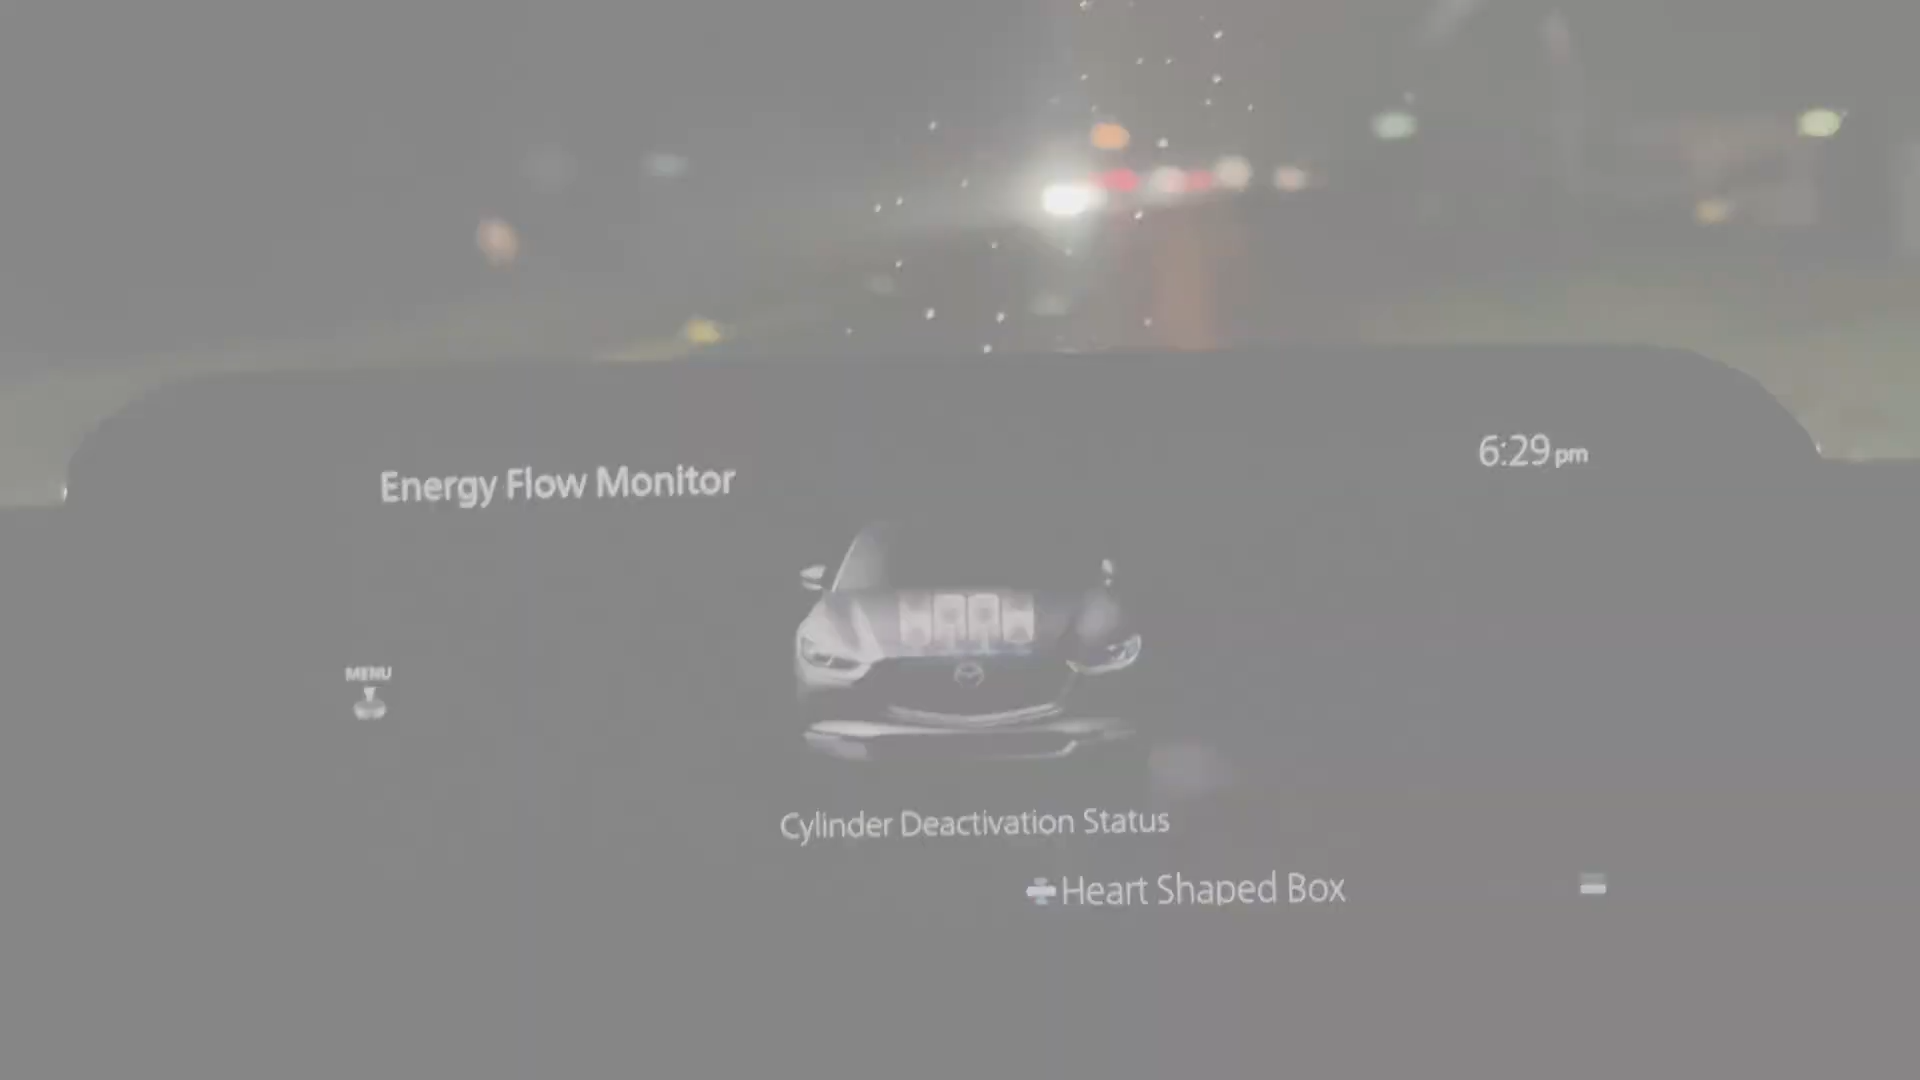 6:29 pm
Energy Flow Monitor
MENU
Cylinder Deactivation Status
Heart Shaped Box